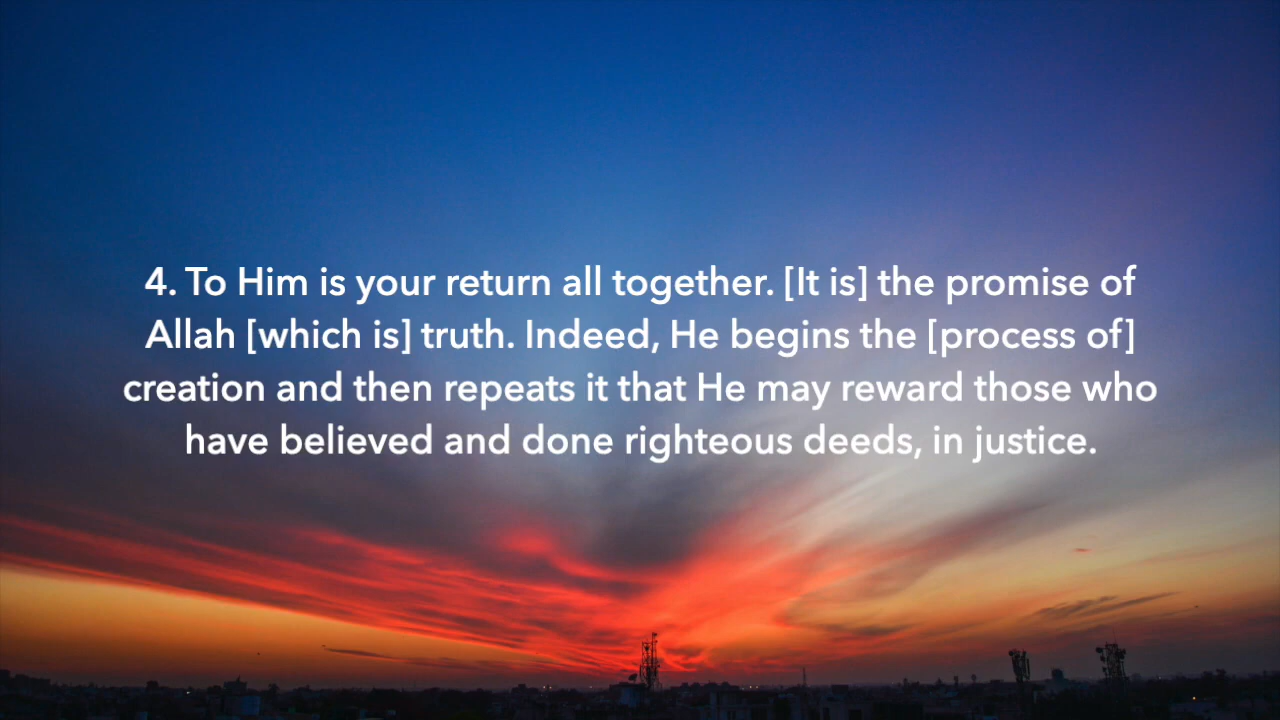 4. To Him is your return all together. [It is] the promise of
Allah [which is] truth. Indeed, He begins the [process of]
creation and then repeats it that He may reward those who
have believed and done righteous deeds, in justice.